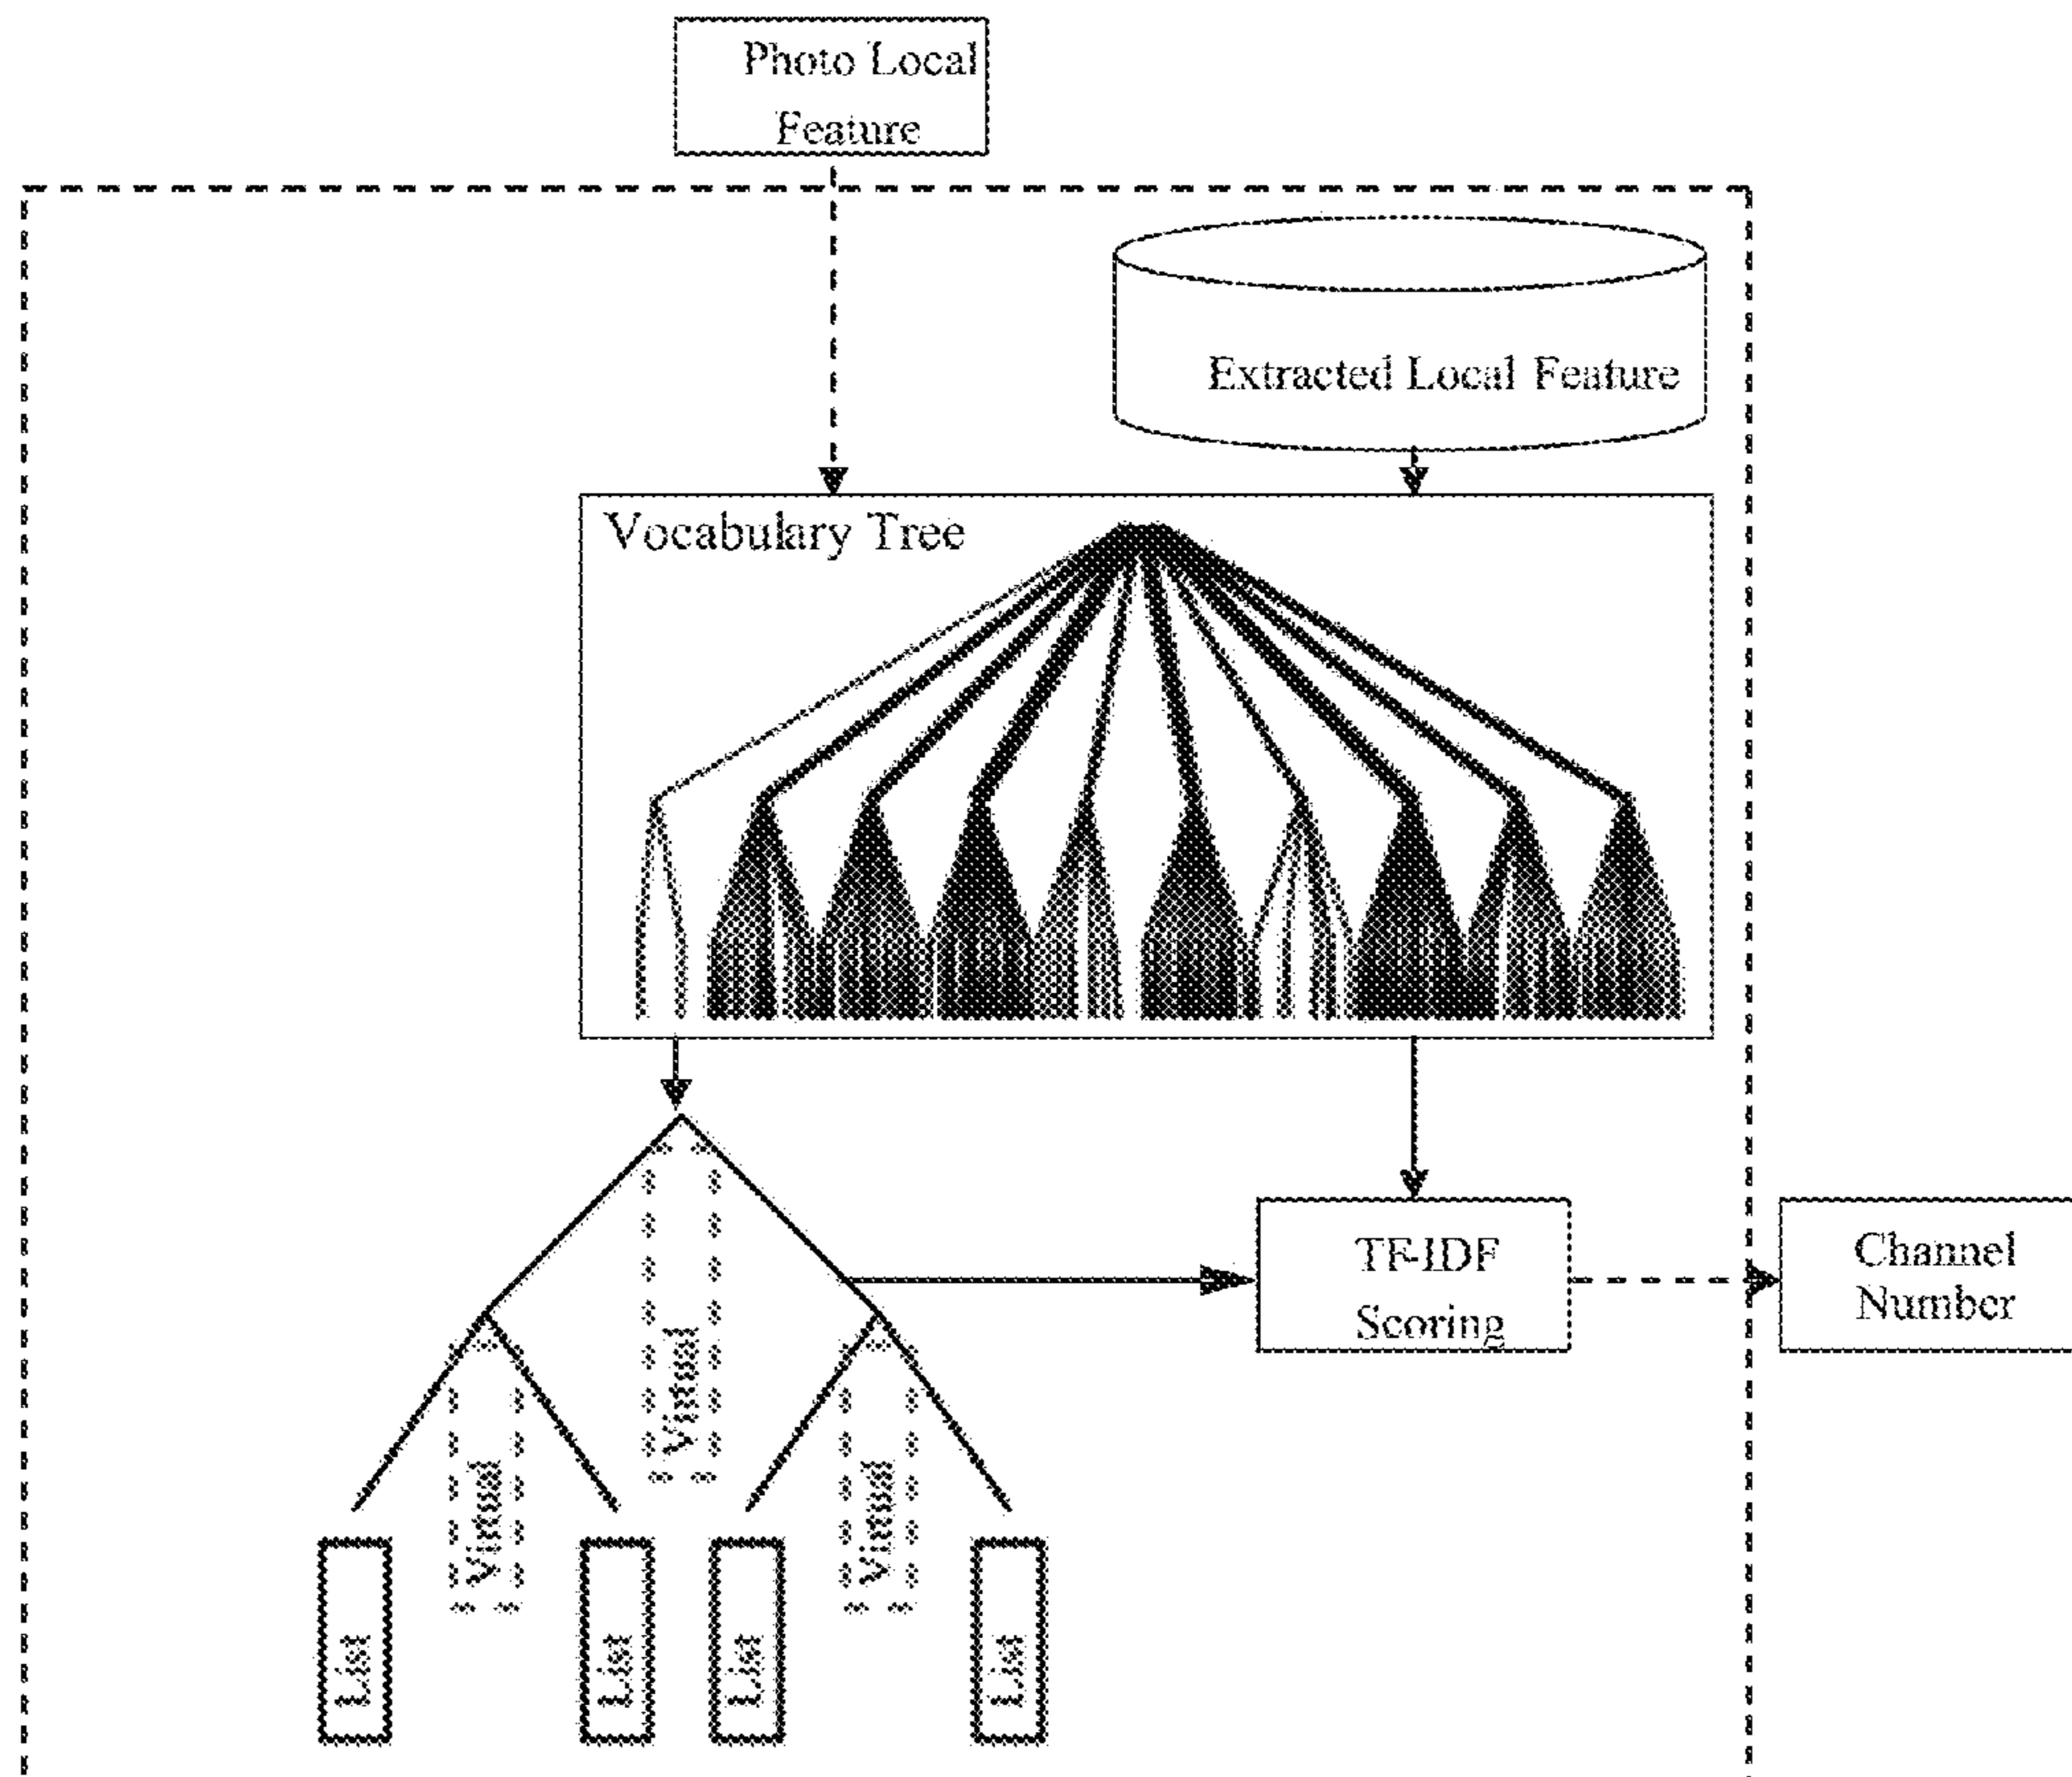 Photo Local
Feature
Extracted Local Feature
Vocabulary Tree
TF-IDF
Scoring
Channel
Number
Virtual
Virtual
Virtual
List
List
List
List